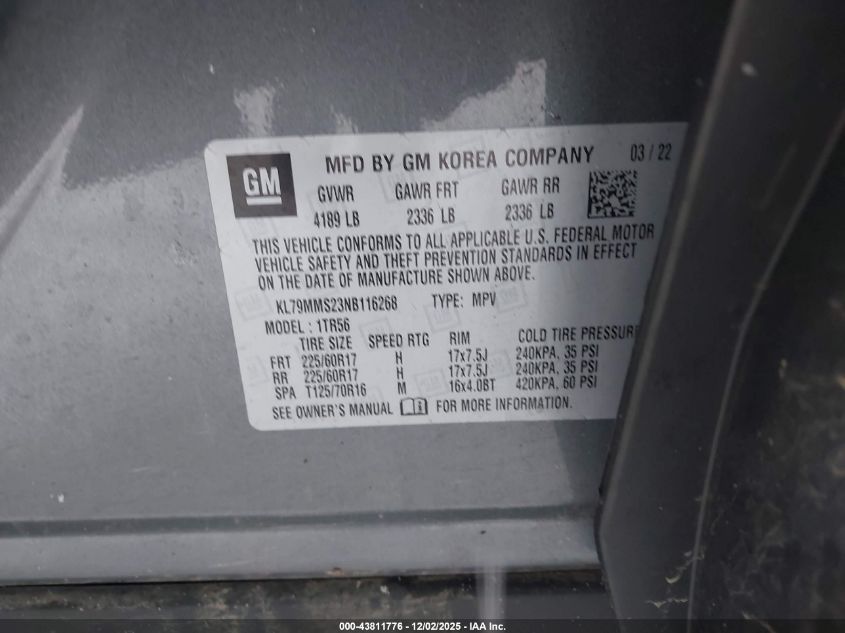 GM
MFD BY GM KOREA COMPANY 03 / 22
GVWR GAWR FRT GAWR RR
4189 LB 2336 LB 2336 LB
THIS VEHICLE CONFORMS TO ALL APPLICABLE U.S. FEDERAL MOTOR
VEHICLE SAFETY AND THEFT PREVENTION STANDARDS IN EFFECT
ON THE DATE OF MANUFACTURE SHOWN ABOVE.
KL79MMS23NB116268 TYPE: MPV
MODEL : 1TR56
TIRE SIZE SPEED RTG RIM COLD TIRE PRESSURE
FRT 225/60R17 H 17x7.5J 240KPA, 35 PSI
RR 225/60R17 H 17x7.5J 240KPA, 35 PSI
SPA T125/70R16 M 16x4.0BT 420KPA, 60 PSI
SEE OWNER'S MANUAL FOR MORE INFORMATION.
000-43811776 - 12/02/2025 - IAA Inc.